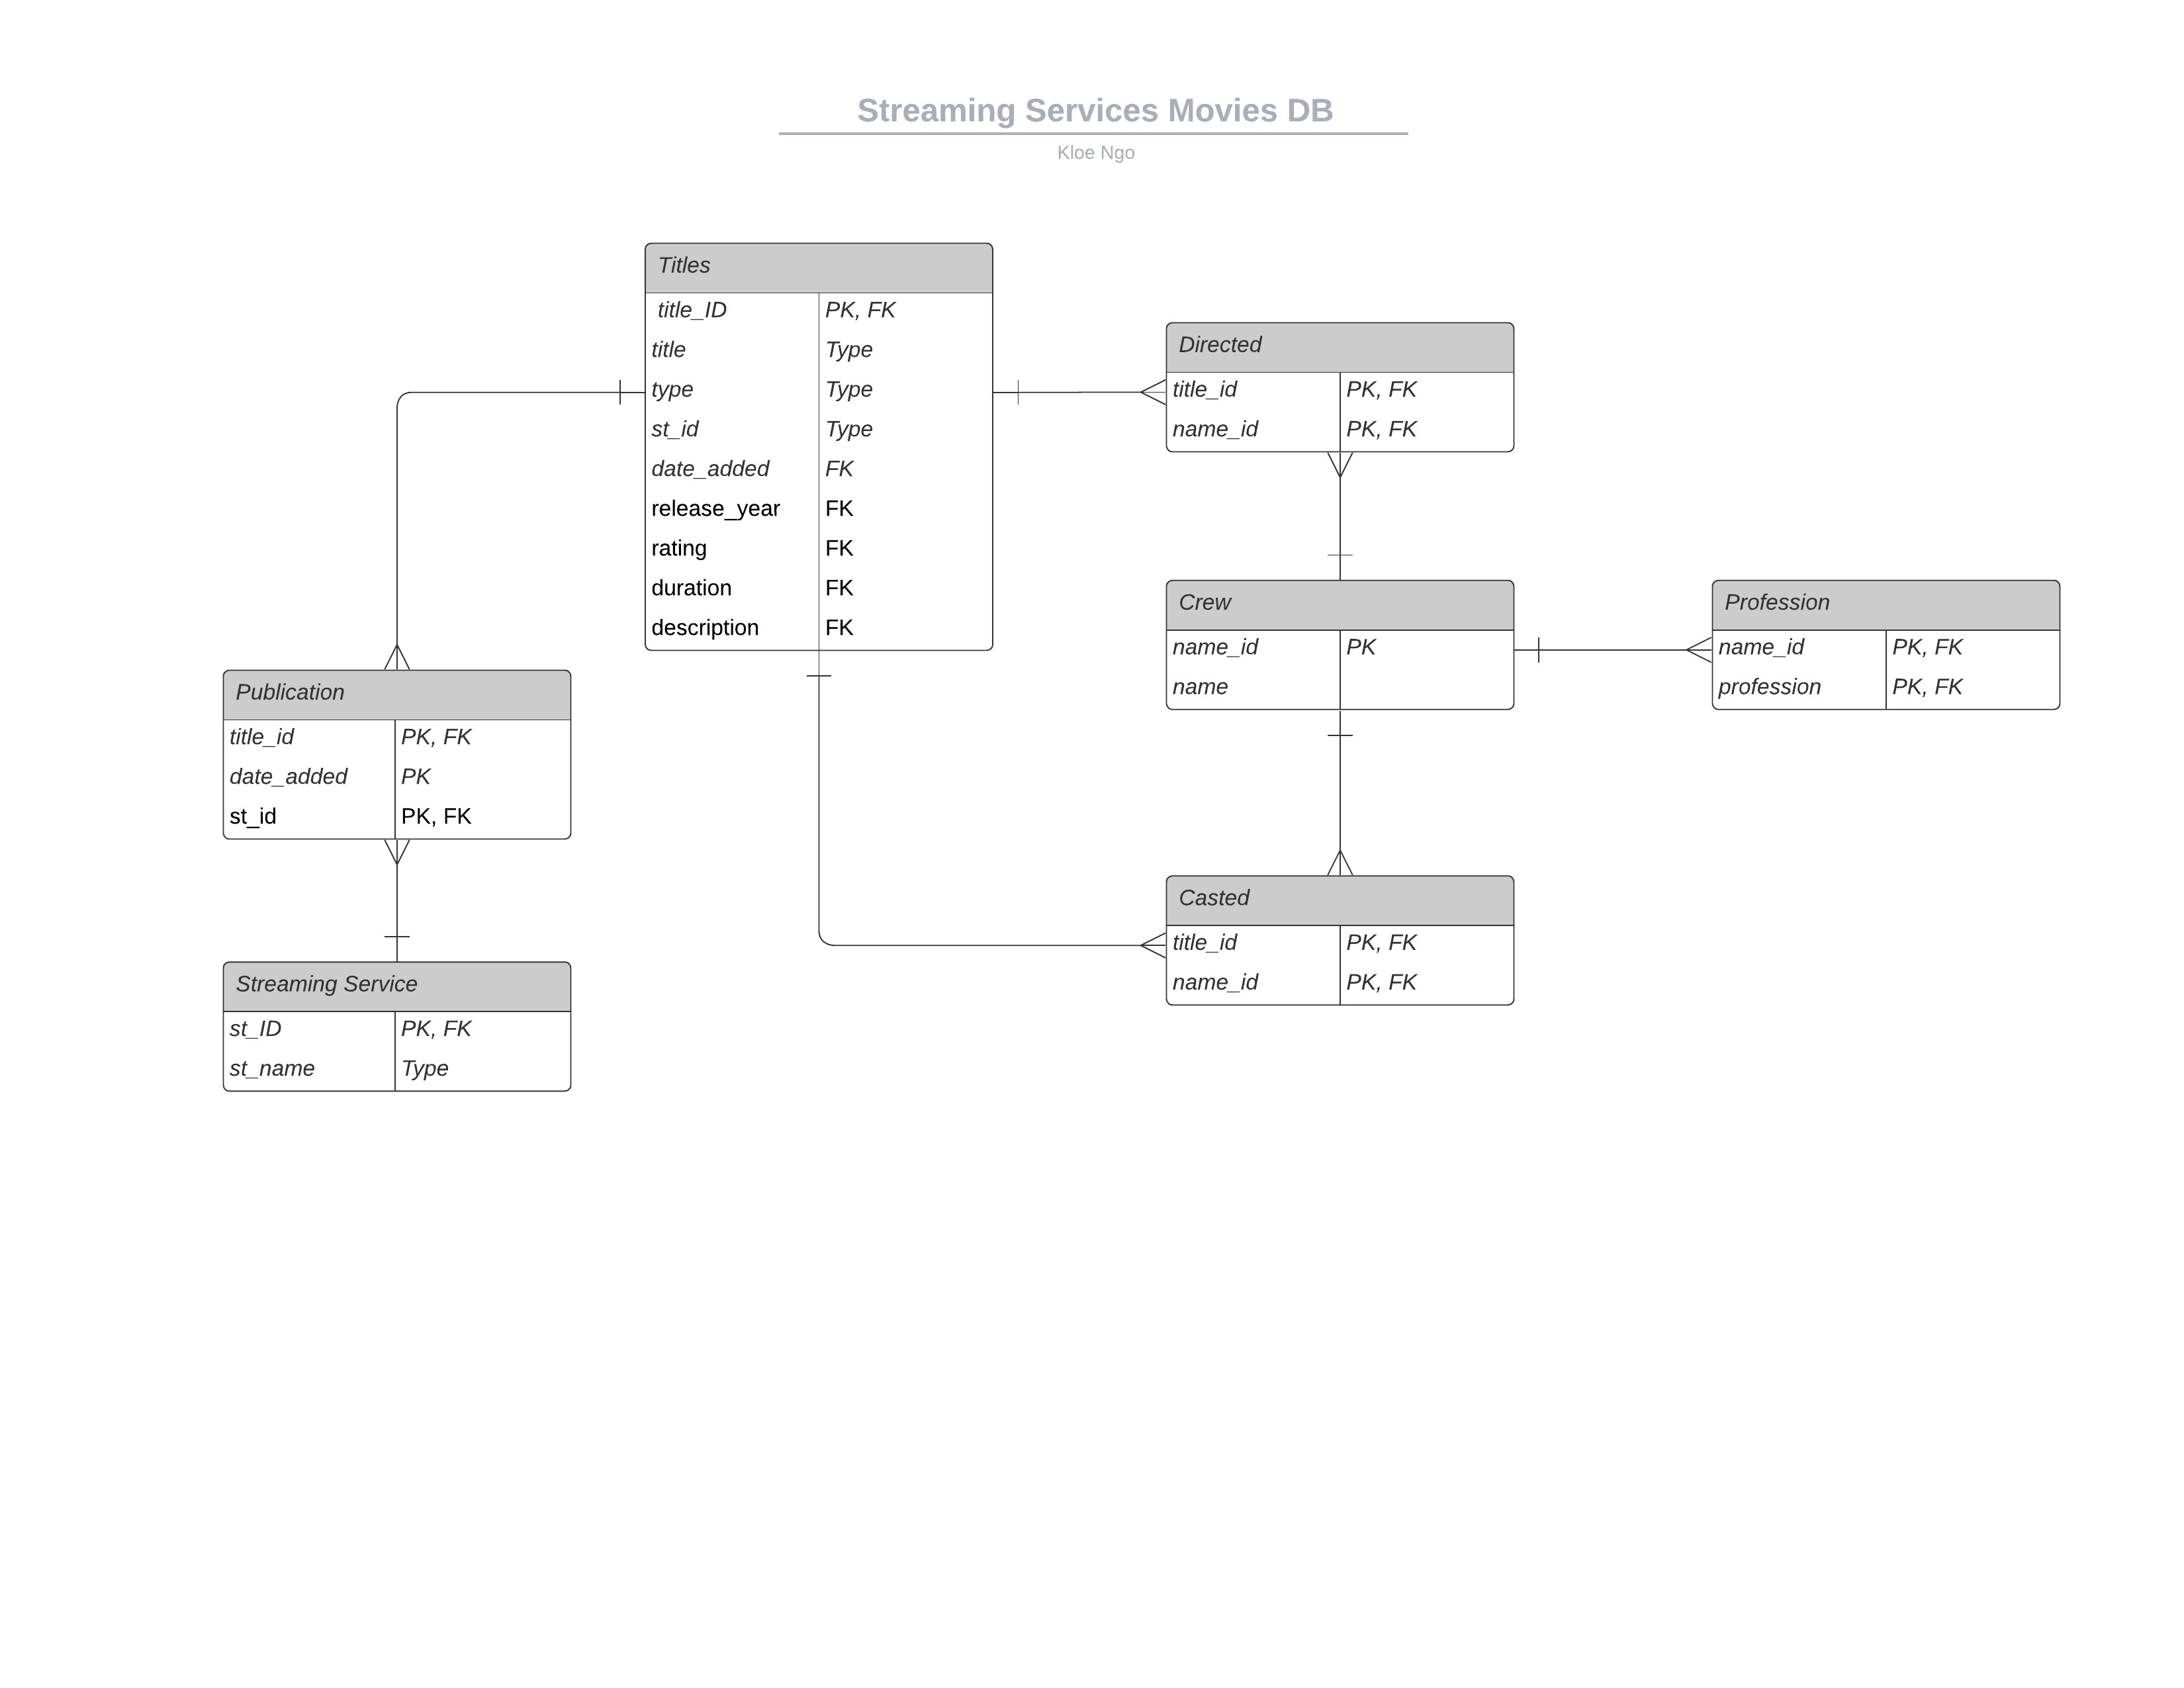 Streaming Services Movies DB
Kloe Ngo
Titles
title_ID PK, FK
title Type
type Type
st_id Type
date_added FK
release_year FK
rating FK
duration FK
description FK
Directed
title_id PK, FK
name_id PK, FK
Crew
name_id PK
name
Profession
name_id PK, FK
profession PK, FK
Publication
title_id PK, FK
date_added PK
st_id PK, FK
Casted
title_id PK, FK
name_id PK, FK
Streaming Service
st_ID PK, FK
st_name Type